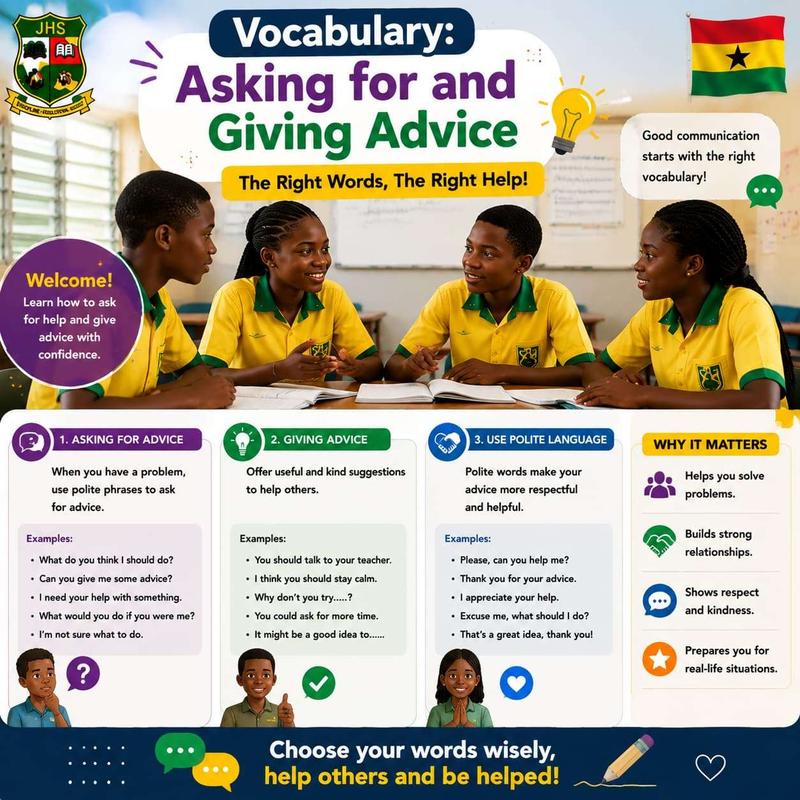 JHS
Vocabulary:
Asking for and
Giving Advice
The Right Words, The Right Help!
Good communication
starts with the right
vocabulary!
Welcome!
Learn how to ask
for help and give
advice with
confidence.
1. ASKING FOR ADVICE
When you have a problem,
use polite phrases to ask
for advice.
Examples:
• What do you think I should do?
• Can you give me some advice?
• I need your help with something.
• What would you do if you were me?
• I'm not sure what to do.
2. GIVING ADVICE
Offer useful and kind suggestions
to help others.
Examples:
• You should talk to your teacher.
• I think you should stay calm.
• Why don't you try.....?
• You could ask for more time.
• It might be a good idea to......
3. USE POLITE LANGUAGE
Polite words make your
advice more respectful
and helpful.
Examples:
• Please, can you help me?
• Thank you for your advice.
• I appreciate your help.
• Excuse me, what should I do?
• That's a great idea, thank you!
WHY IT MATTERS
Helps you solve
problems.
Builds strong
relationships.
Shows respect
and kindness.
Prepares you for
real-life situations.
Choose your words wisely,
help others and be helped!